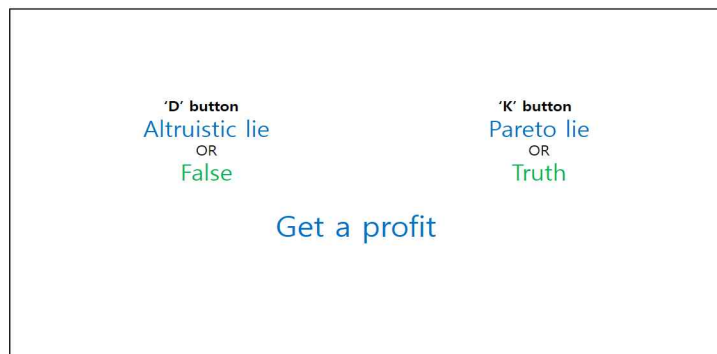 ‘D’ button
Altruistic lie
OR
False
‘K’ button
Pareto lie
OR
Truth
Get a profit